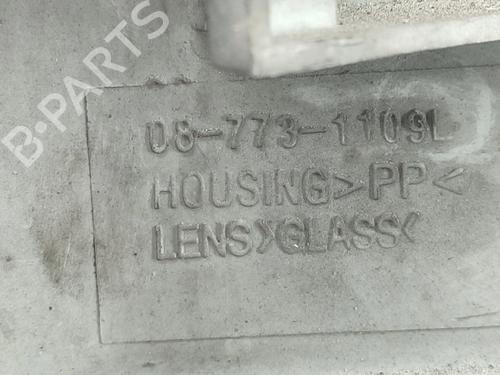 B-PARTS
08-773-1109L
HOUSING>PP<
LENS>GLASS<